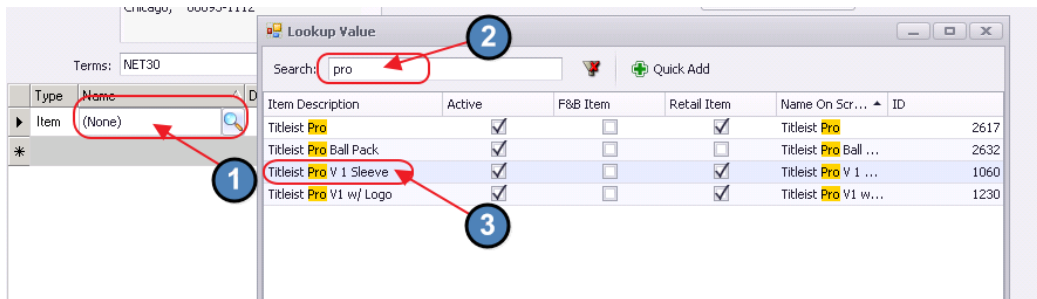 Chicago, 60693-1112
Lookup Value
2
Search: pro
Quick Add
Terms: NET30
Type Name D
Item Description Active F&B Item Retail Item Name On Scr... ID
Item (None)
Titleist Pro Titleist Pro 2617
Titleist Pro Ball Pack Titleist Pro Ball ... 2632
1
Titleist Pro V 1 Sleeve Titleist Pro V 1 ... 1060
Titleist Pro V1 w/ Logo Titleist Pro V1 w... 1230
3